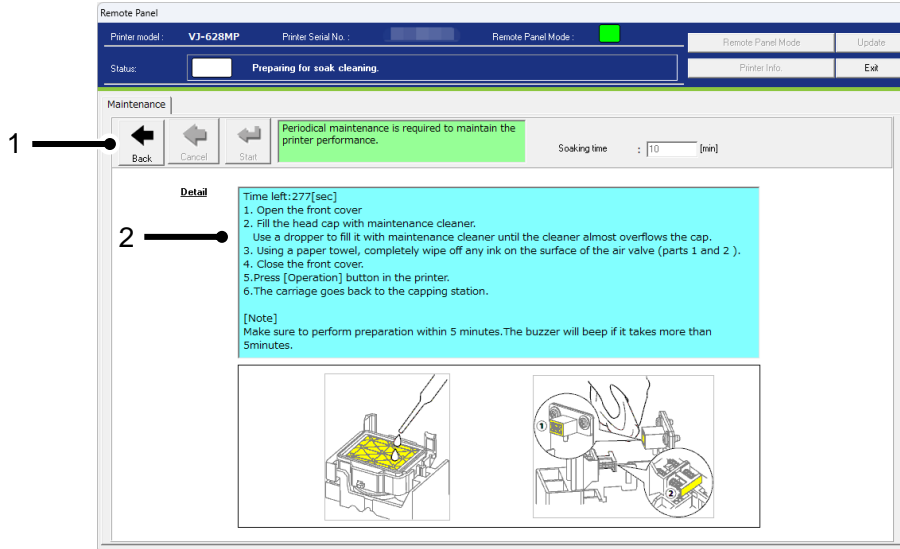 Remote Panel
Printer model :
VJ-628MP
Printer Serial No. :
Remote Panel Mode :
Remote Panel Mode
Update
Status:
Preparing for soak cleaning.
Printer Info.
Exit
Maintenance
1
Back
Cancel
Start
Periodical maintenance is required to maintain the
printer performance.
Soaking time : 10 [min]
Detail
2
Time left:277[sec]
1. Open the front cover
2. Fill the head cap with maintenance cleaner.
Use a dropper to fill it with maintenance cleaner until the cleaner almost overflows the cap.
3. Using a paper towel, completely wipe off any ink on the surface of the air valve (parts 1 and 2 ).
4. Close the front cover.
5.Press [Operation] button in the printer.
6.The carriage goes back to the capping station.
[Note]
Make sure to perform preparation within 5 minutes.The buzzer will beep if it takes more than
5minutes.
1
2